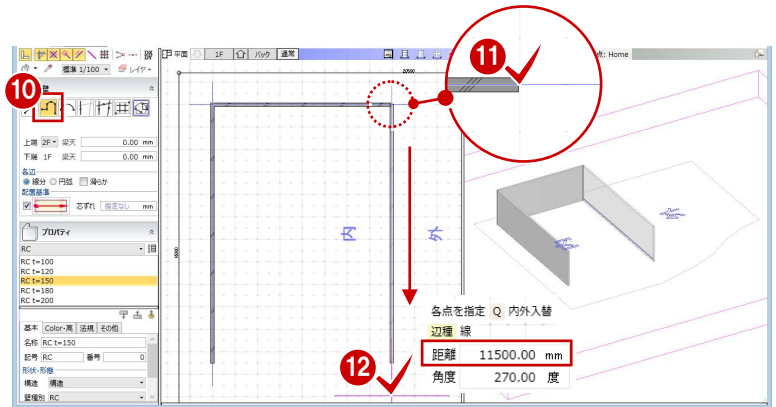 平面 1F バック 通常
点: Home
標準 1/100 レイヤ
10
11
20500
上端 2F 梁天 0.00 mm
下端 1F 梁天 0.00 mm
各辺
線分 円弧 滑らか
配置基準
芯ずれ 指定なし mm
プロパティ
RC
RC t=100
RC t=120
RC t=150
RC t=180
RC t=200
基本 Color・高 法規 その他
名称 RC t=150
記号 RC 番号 0
形状・形態
構造 構造
壁種別 RC
内
外
内
外
各点を指定 Q 内外入替
辺種 線
距離 11500.00 mm
角度 270.00 度
12